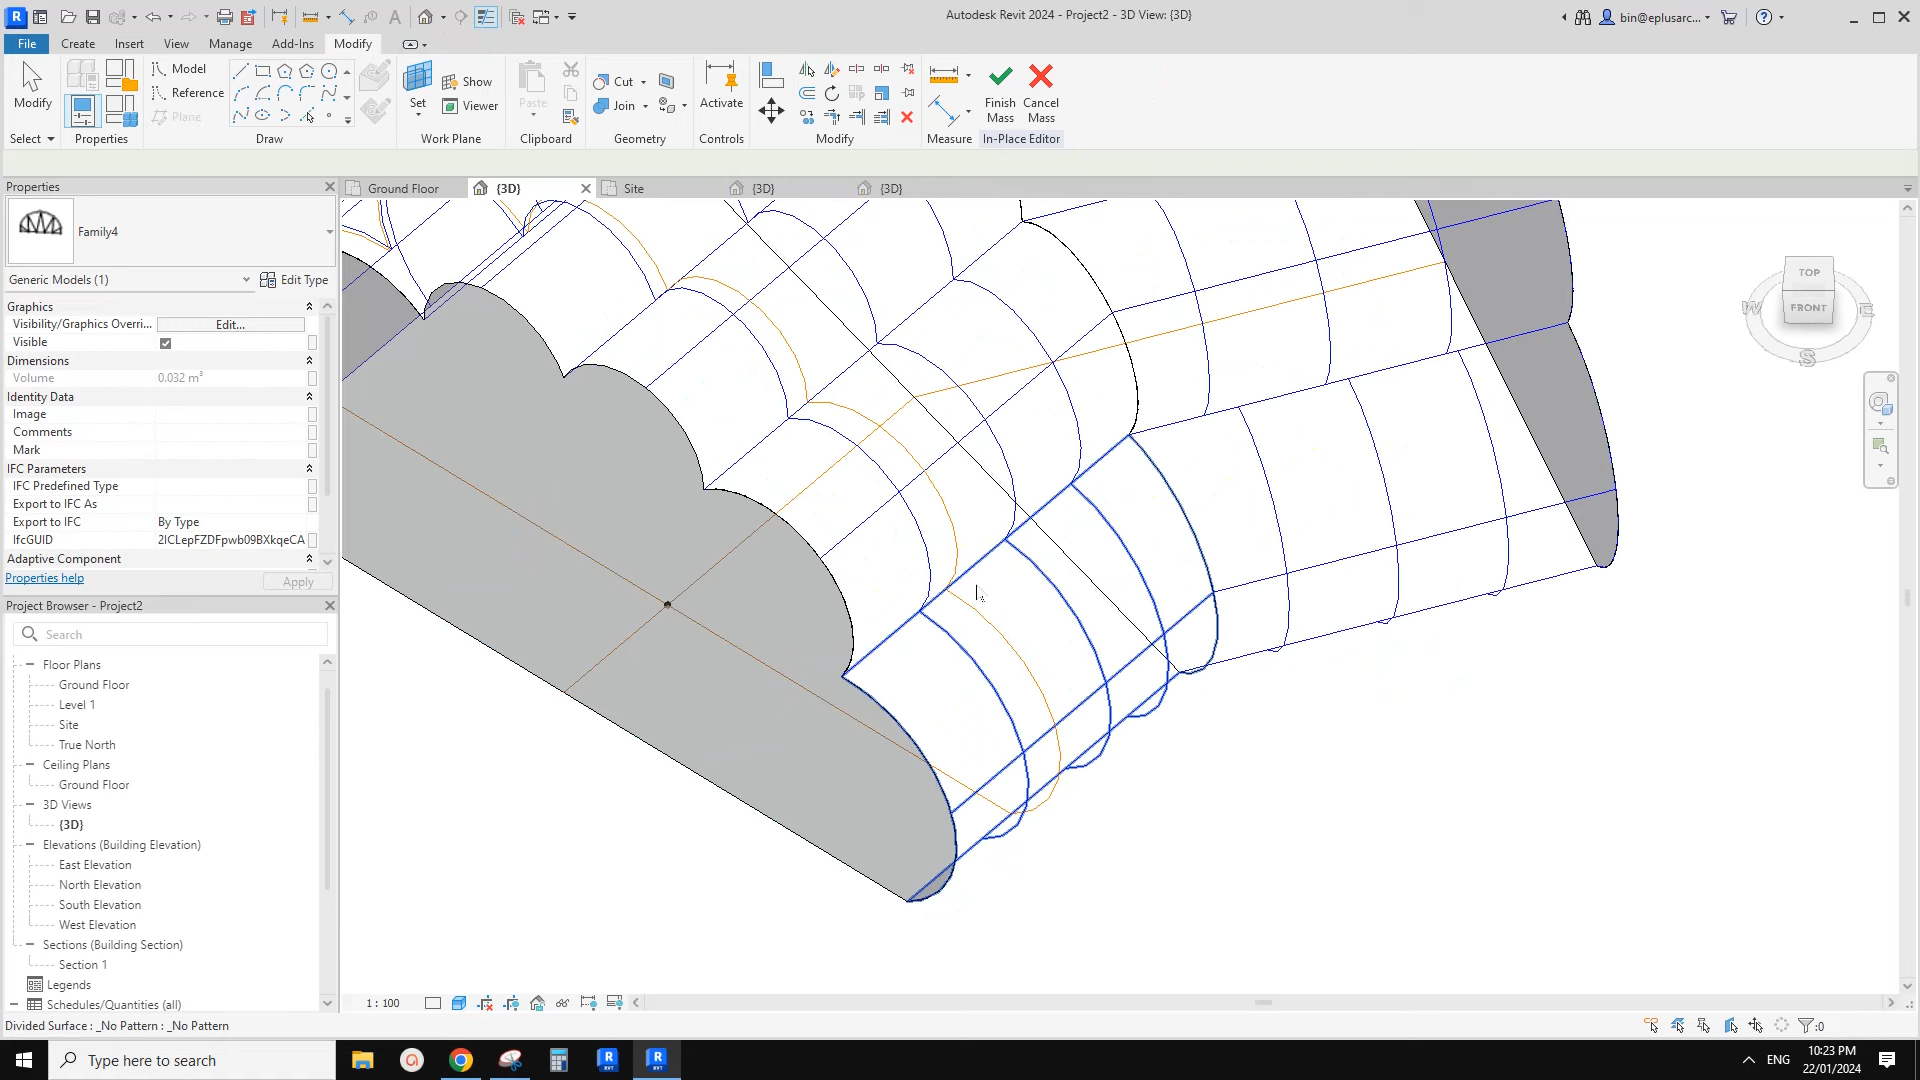 Autodesk Revit 2024 - Project2 - 3D View: {3D}
bin@eplusarc...
File Create Insert View Manage Add-Ins Modify
Modify
Select
Properties
Model
Reference
Plane
Draw
Set
Show
Viewer
Work Plane
Paste
Clipboard
Cut
Join
Geometry
Activate
Controls
Modify
Measure
Finish Mass
Cancel Mass
In-Place Editor
Properties
Ground Floor
{3D}
Site
{3D}
{3D}
Family4
Generic Models (1)
Edit Type
Graphics
Visibility/Graphics Overri... Edit...
Visible
Dimensions
Volume 0.032 m³
Identity Data
Image
Comments
Mark
IFC Parameters
IFC Predefined Type
Export to IFC As
Export to IFC By Type
IfcGUID 2ICLepFZDFpwb09BXkqeCA
Adaptive Component
Properties help
Apply
Project Browser - Project2
Search
Floor Plans
Ground Floor
Level 1
Site
True North
Ceiling Plans
Ground Floor
3D Views
{3D}
Elevations (Building Elevation)
East Elevation
North Elevation
South Elevation
West Elevation
Sections (Building Section)
Section 1
Legends
Schedules/Quantities (all)
TOP
FRONT
W
E
S
1 : 100
Divided Surface : _No Pattern : _No Pattern
:0
Type here to search
ENG
10:23 PM
22/01/2024